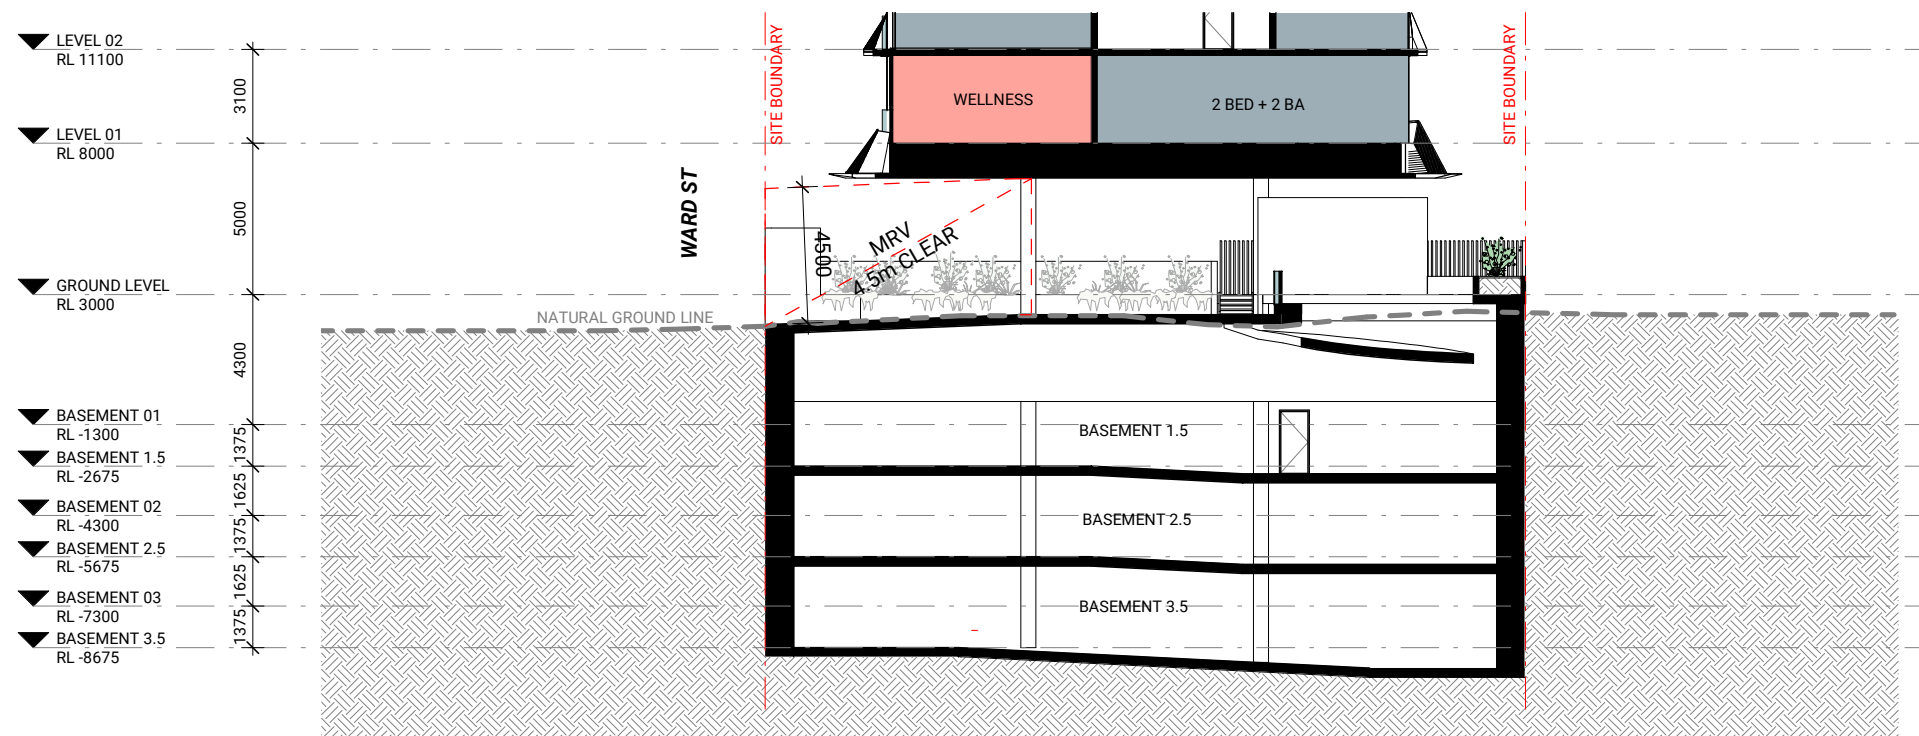 LEVEL 02
RL 11100
3100
LEVEL 01
RL 8000
5000
GROUND LEVEL
RL 3000
4300
BASEMENT 01
RL -1300
1375
BASEMENT 1.5
RL -2675
1625
BASEMENT 02
RL -4300
1375
BASEMENT 2.5
RL -5675
1625
BASEMENT 03
RL -7300
1375
BASEMENT 3.5
RL -8675
NATURAL GROUND LINE
WARD ST
SITE BOUNDARY
WELLNESS
2 BED + 2 BA
SITE BOUNDARY
4500
MRV
4.5m CLEAR
BASEMENT 1.5
BASEMENT 2.5
BASEMENT 3.5